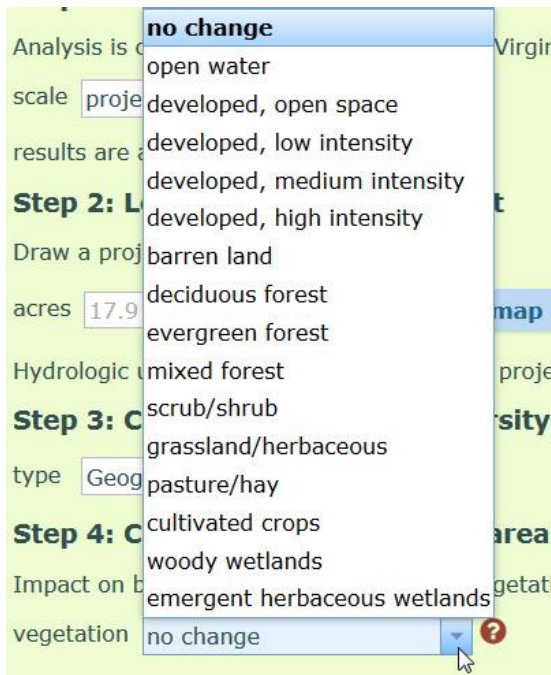 no change
Analysis is Virgin
open water
scale proje
developed, open space
developed, low intensity
results are
developed, medium intensity
Step 2: L t
developed, high intensity
Draw a proj
barren land
acres 17.9 map
deciduous forest
evergreen forest
Hydrologic proje
mixed forest
Step 3: C rsity
scrub/shrub
grassland/herbaceous
type Geog
pasture/hay
Step 4: C area
cultivated crops
woody wetlands
Impact on b getati
emergent herbaceous wetlands
vegetation no change ?